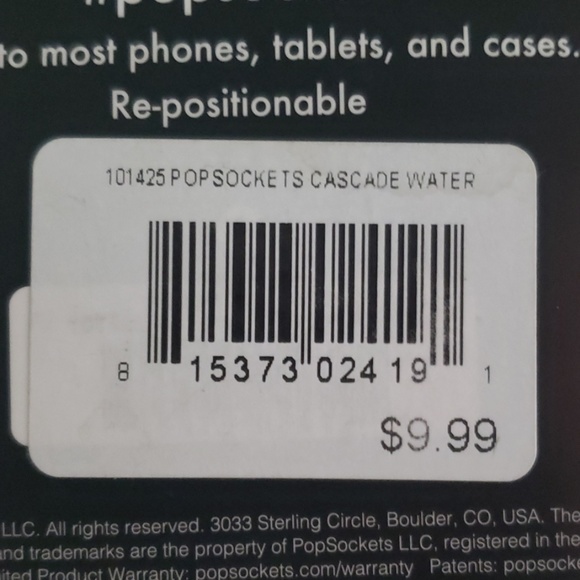 to most phones, tablets, and cases.
Re-positionable
101425 POPSOCKETS CASCADE WATER
8 15373 02419 1
$9.99
LLC. All rights reserved. 3033 Sterling Circle, Boulder, CO, USA. The
and trademarks are the property of PopSockets LLC, registered in the
ited Product Warranty: popsockets.com/warranty Patents: popsock